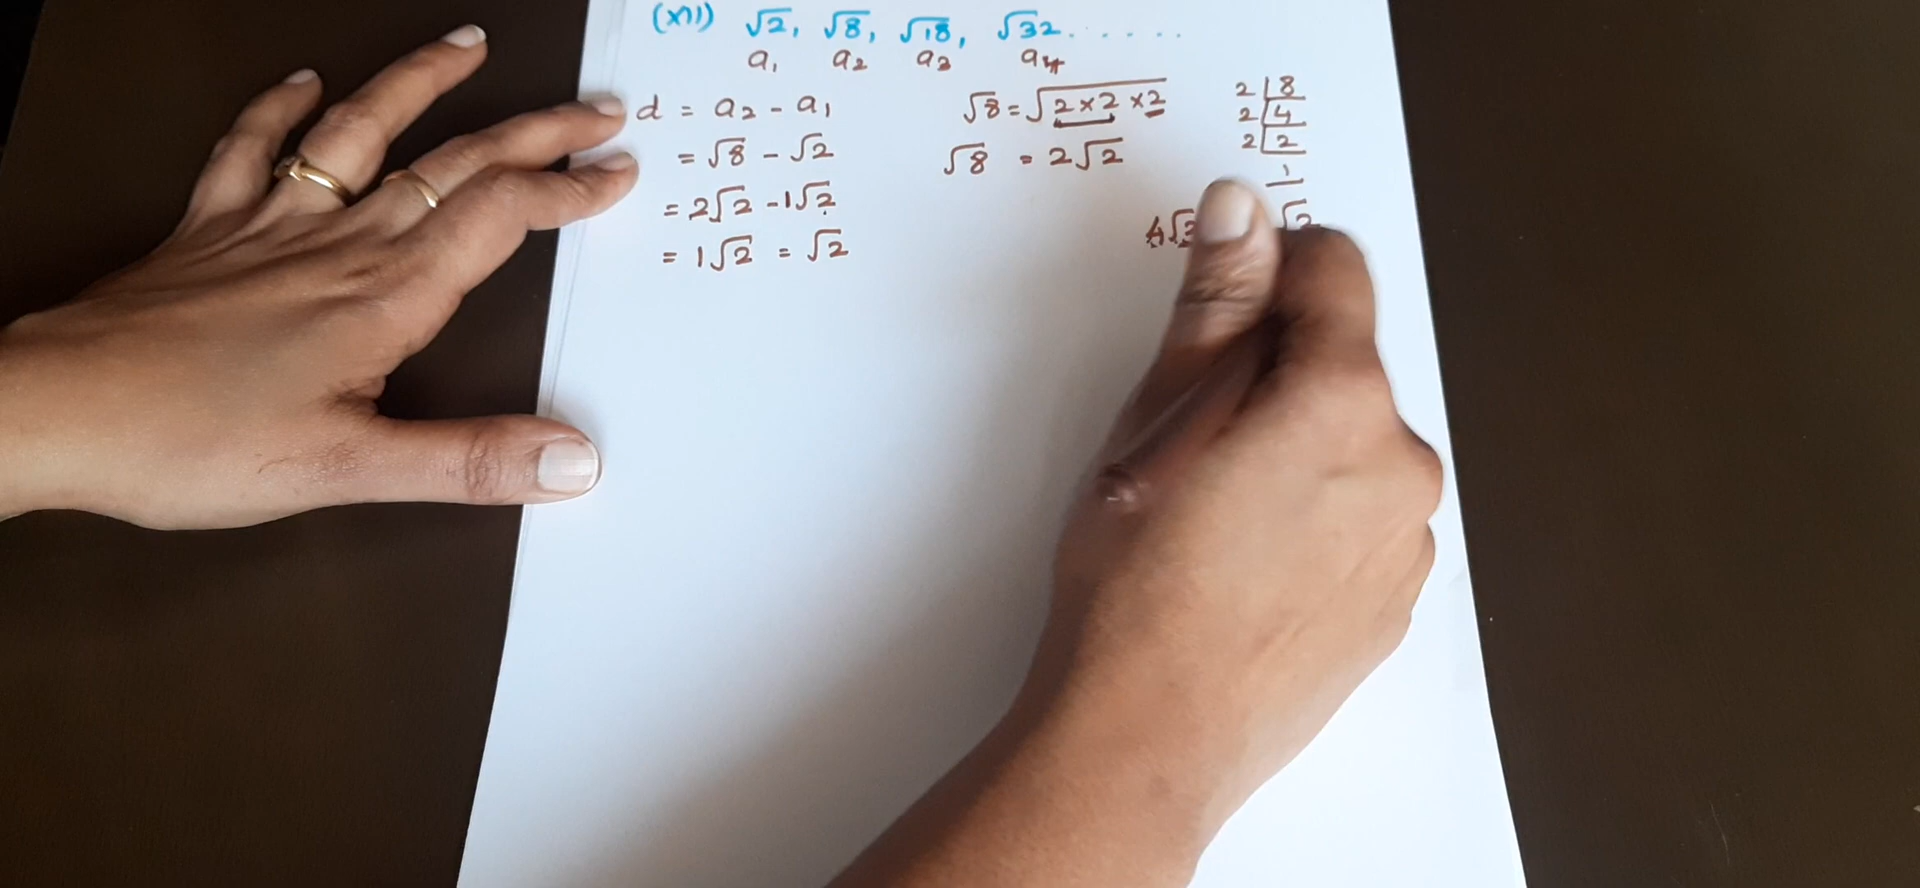 (xii) √2, √8, √18, √32......
a₁ a₂ a₃ a₄
d = a₂ - a₁
= √8 - √2
= 2√2 - 1√2
= 1√2 = √2
√8 = √2×2×2
√8 = 2√2
2 | 8
2 | 4
2 | 2
1
√2